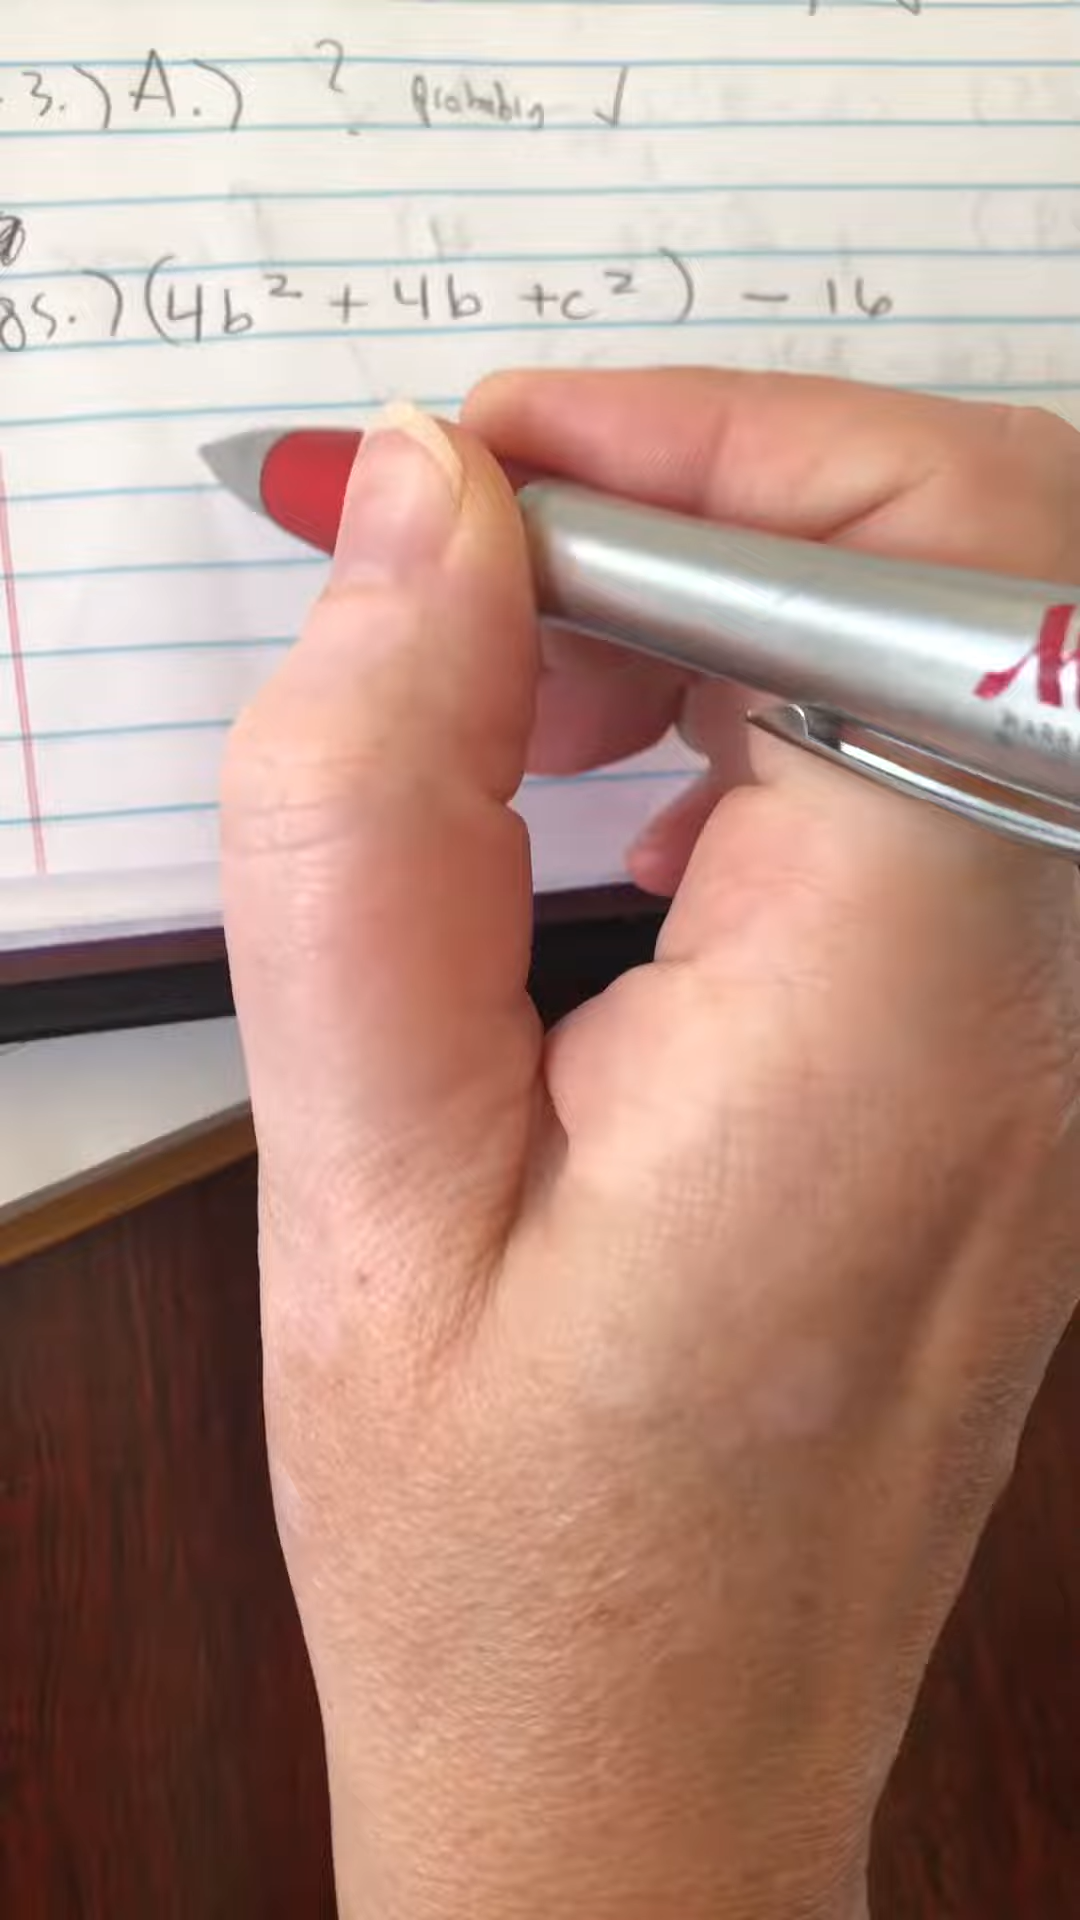 3.) A.) ? probably ✓
85.) (4b² + 4b + c²) - 16